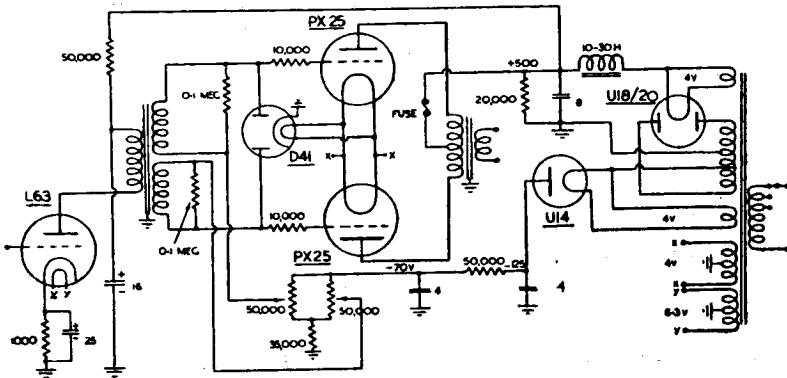 PX 25
50,000
10,000
0·1 MEG
D41
+500
10-30H
4V
U18/20
20,000
8
FUSE
X
X
L63
U14
4V
0·1 MEG
10,000
PX25
-70V
50,000
-125
4
4
X
4V
X
Y
6·3V
Y
X Y
16
50,000
50,000
35,000
1000
25